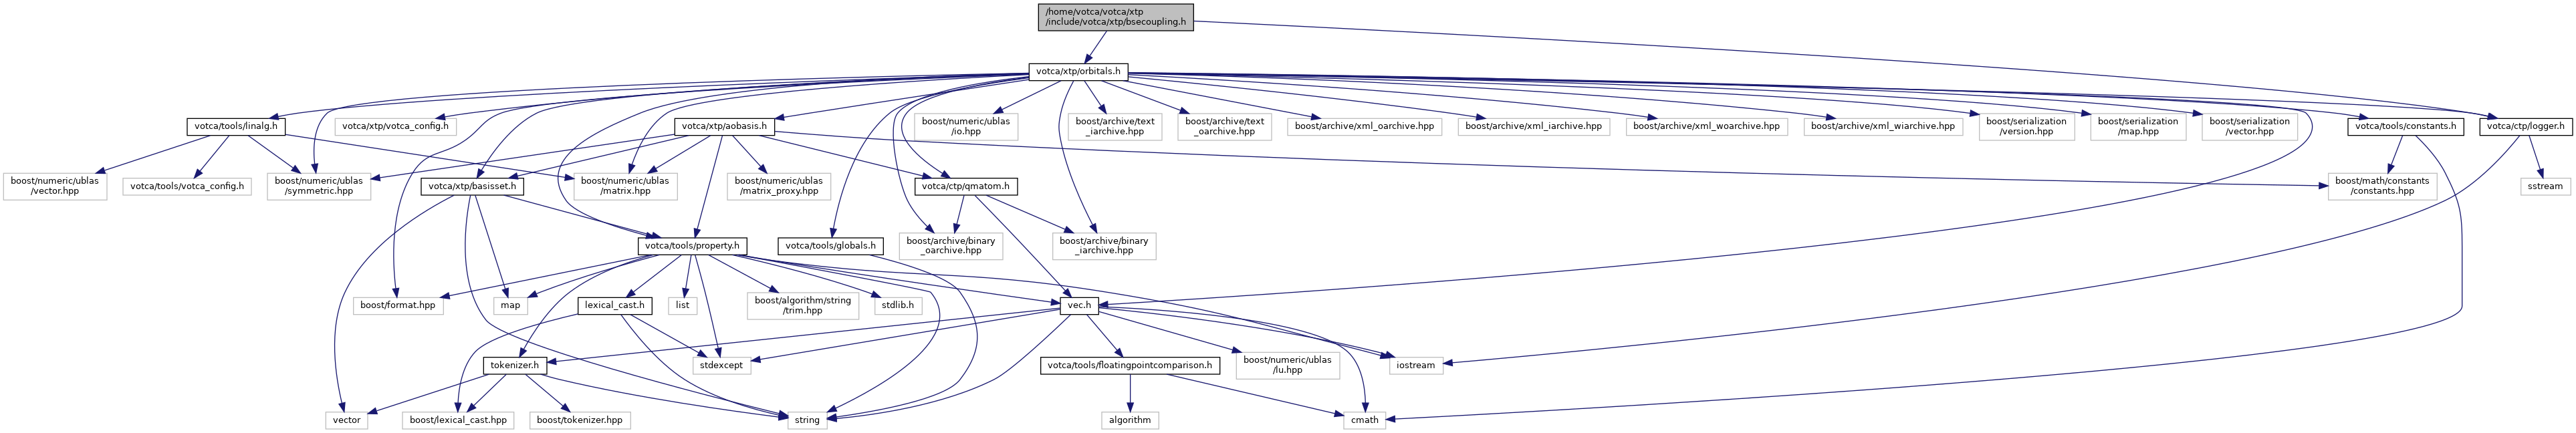 /home/votca/votca/xtp
/include/votca/xtp/bsecoupling.h
votca/xtp/orbitals.h
votca/tools/linalg.h
votca/xtp/votca_config.h
votca/xtp/aobasis.h
boost/numeric/ublas
/io.hpp
boost/archive/text
_iarchive.hpp
boost/archive/text
_oarchive.hpp
boost/archive/xml_oarchive.hpp
boost/archive/xml_iarchive.hpp
boost/archive/xml_woarchive.hpp
boost/archive/xml_wiarchive.hpp
boost/serialization
/version.hpp
boost/serialization
/map.hpp
boost/serialization
/vector.hpp
votca/tools/constants.h
votca/ctp/logger.h
boost/numeric/ublas
/vector.hpp
votca/tools/votca_config.h
boost/numeric/ublas
/symmetric.hpp
votca/xtp/basisset.h
boost/numeric/ublas
/matrix.hpp
boost/numeric/ublas
/matrix_proxy.hpp
votca/ctp/qmatom.h
boost/math/constants
/constants.hpp
sstream
votca/tools/property.h
votca/tools/globals.h
boost/archive/binary
_oarchive.hpp
boost/archive/binary
_iarchive.hpp
boost/format.hpp
map
lexical_cast.h
list
boost/algorithm/string
/trim.hpp
stdlib.h
vec.h
tokenizer.h
stdexcept
votca/tools/floatingpointcomparison.h
boost/numeric/ublas
/lu.hpp
iostream
vector
boost/lexical_cast.hpp
boost/tokenizer.hpp
string
algorithm
cmath